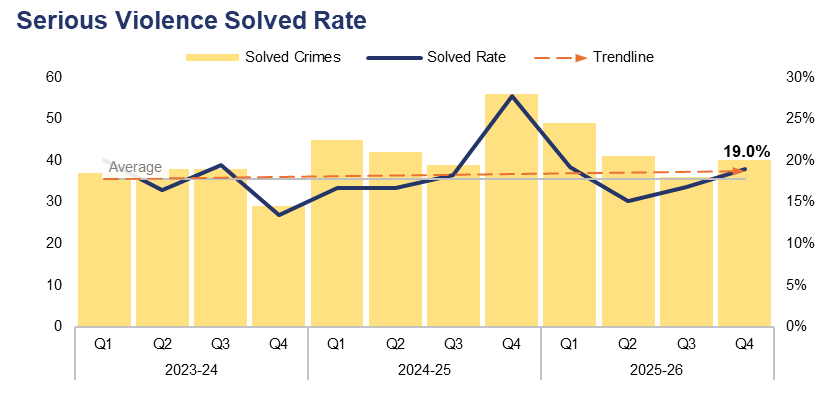 Serious Violence Solved Rate
Solved Crimes Solved Rate Trendline
60 30%
50 25%
19.0%
40 Average 20%
30 15%
20 10%
10 5%
0 0%
Q1 Q2 Q3 Q4 Q1 Q2 Q3 Q4 Q1 Q2 Q3 Q4
2023-24 2024-25 2025-26